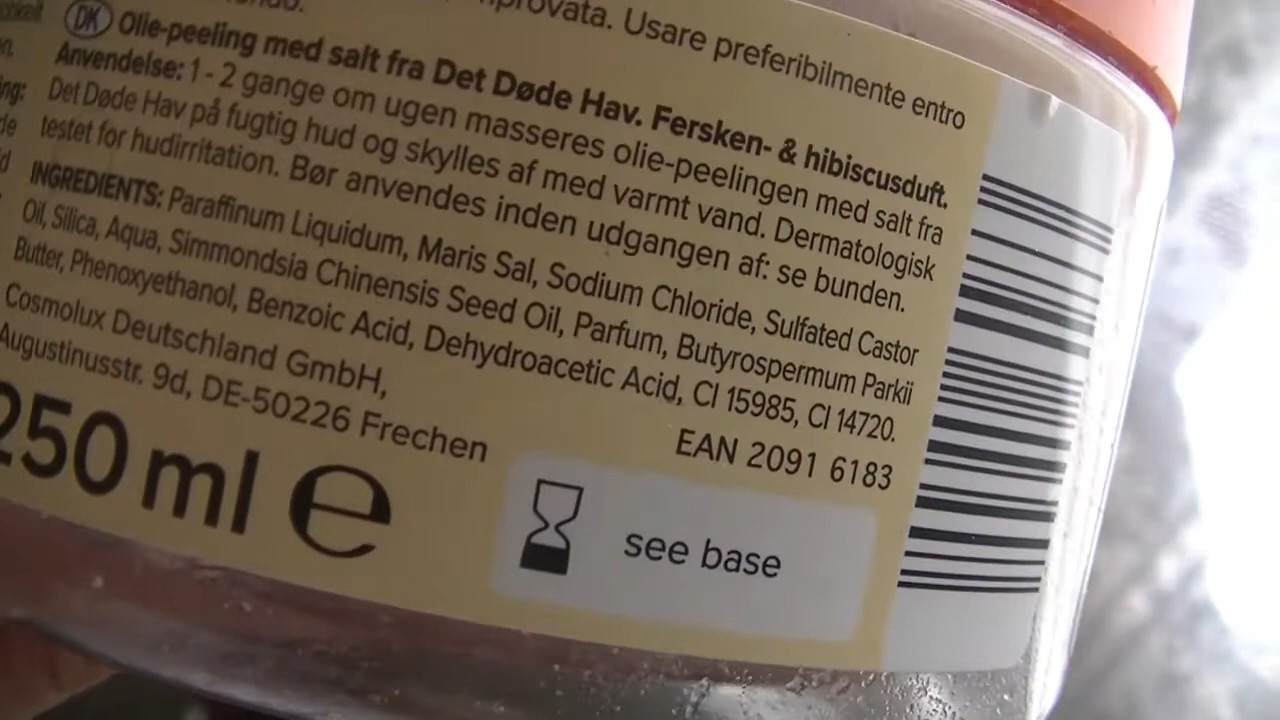 provata. Usare preferibilmente entro
DK Olie-peeling med salt fra Det Døde Hav. Fersken- & hibiscusduft.
Anvendelse: 1 - 2 gange om ugen masseres olie-peelingen med salt fra
Det Døde Hav på fugtig hud og skylles af med varmt vand. Dermatologisk
testet for hudirritation. Bør anvendes inden udgangen af: se bunden.
INGREDIENTS: Paraffinum Liquidum, Maris Sal, Sodium Chloride, Sulfated Castor
Oil, Silica, Aqua, Simmondsia Chinensis Seed Oil, Parfum, Butyrospermum Parkii
Butter, Phenoxyethanol, Benzoic Acid, Dehydroacetic Acid, CI 15985, CI 14720.
Cosmolux Deutschland GmbH,
Augustinusstr. 9d, DE-50226 Frechen
EAN 2091 6183
250 ml e
see base